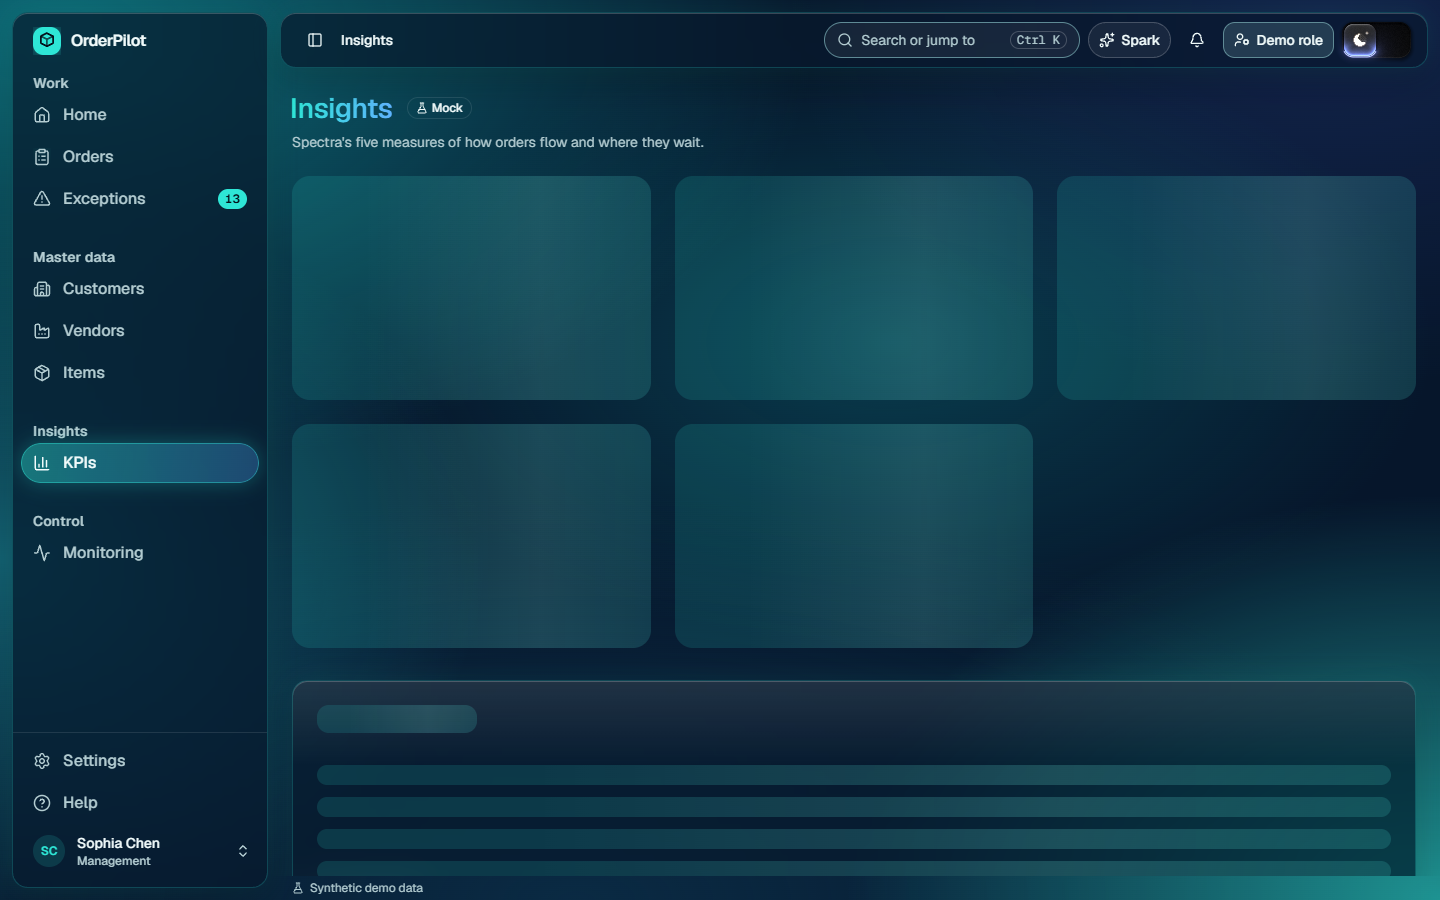 OrderPilot
Work
Home
Orders
Exceptions 13
Master data
Customers
Vendors
Items
Insights
KPIs
Control
Monitoring
Settings
Help
SC
Sophia Chen
Management
Insights
Search or jump to Ctrl K
Spark
Demo role
Insights
Mock
Spectra's five measures of how orders flow and where they wait.
Synthetic demo data